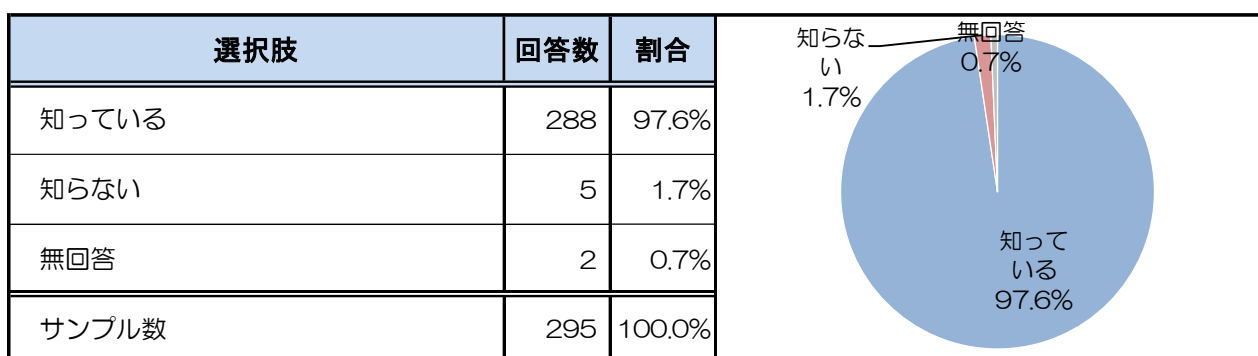 選択肢 回答数 割合
知っている 288 97.6%
知らない 5 1.7%
無回答 2 0.7%
サンプル数 295 100.0%
知らな
い
1.7%
無回答
0.7%
知って
いる
97.6%